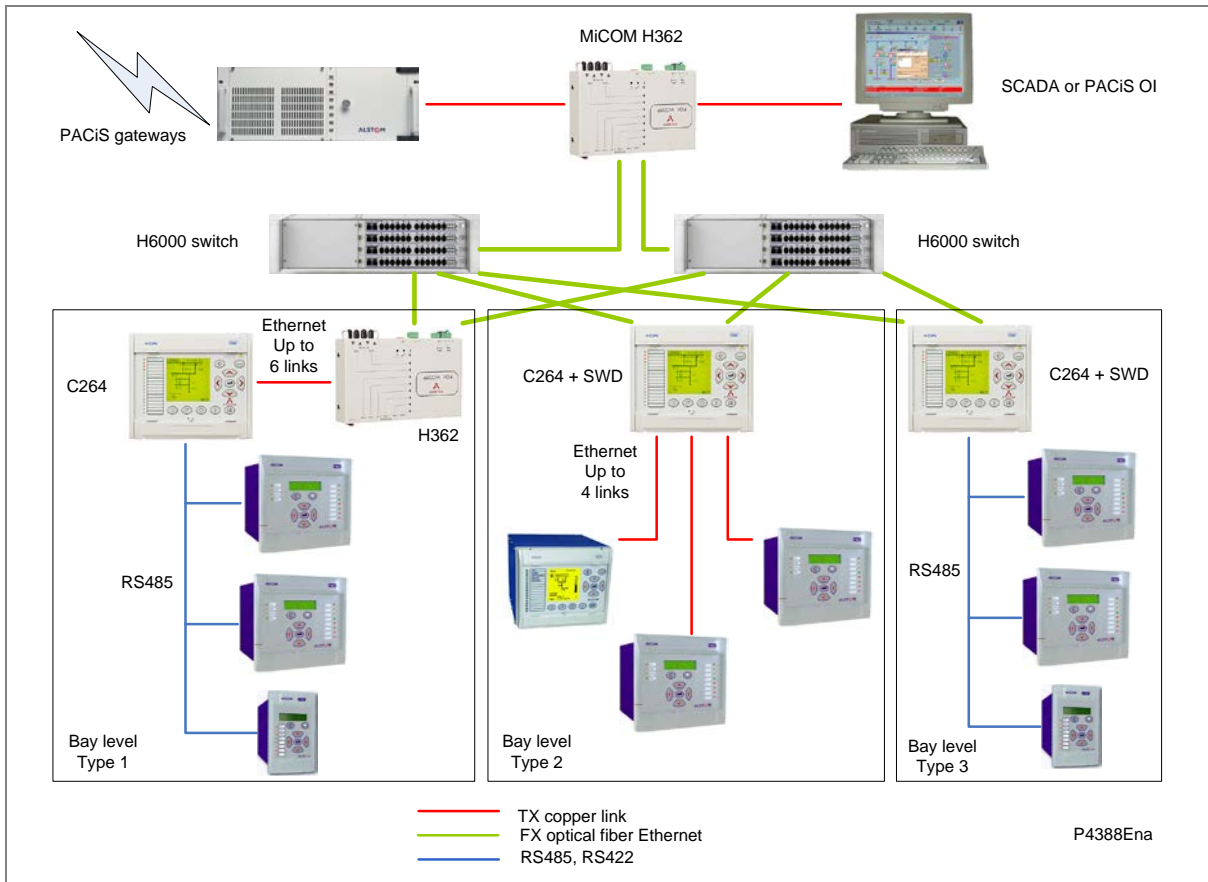 MiCOM H362
SCADA or PACiS OI
PACiS gateways
ALSTOM
H6000 switch
H6000 switch
Ethernet
Up to
6 links
C264
H362
C264 + SWD
C264 + SWD
Ethernet
Up to
4 links
RS485
RS485
Bay level
Type 1
Bay level
Type 2
Bay level
Type 3
TX copper link
FX optical fiber Ethernet
RS485, RS422
P4388Ena